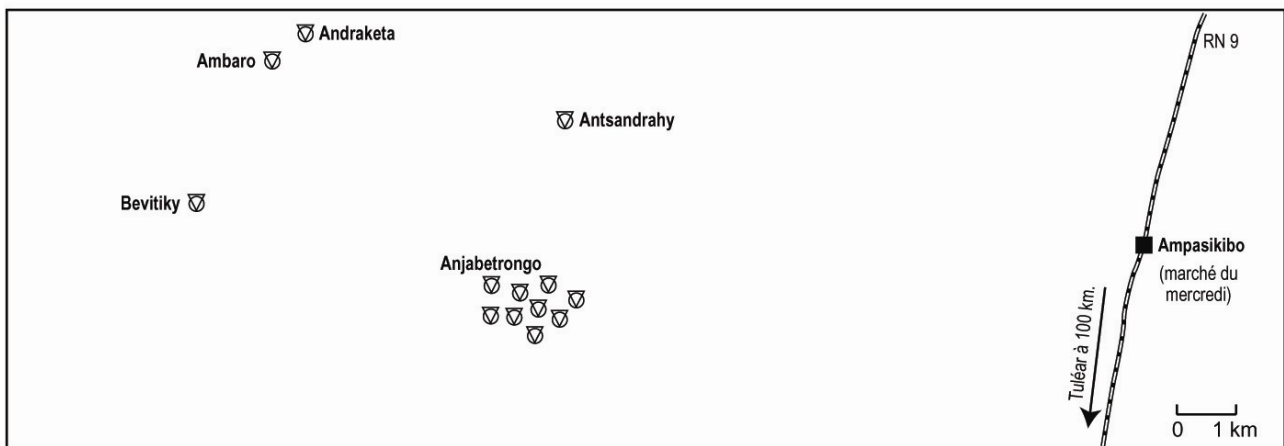 Andraketa
Ambaro
RN 9
Antsandrahy
Bevitiky
Ampasikibo
Anjabetrongo
(marché du
mercredi)
Tuléar à 100 km.
0 1 km